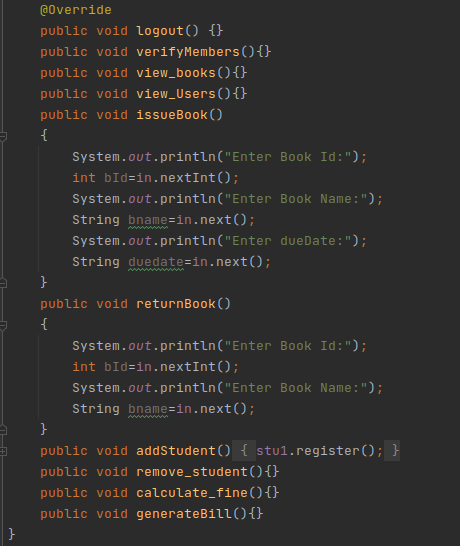 @Override
public void logout() {}
public void verifyMembers(){}
public void view_books(){}
public void view_Users(){}
public void issueBook()
{
System.out.println("Enter Book Id:");
int bId=in.nextInt();
System.out.println("Enter Book Name:");
String bname=in.next();
System.out.println("Enter dueDate:");
String duedate=in.next();
}
public void returnBook()
{
System.out.println("Enter Book Id:");
int bId=in.nextInt();
System.out.println("Enter Book Name:");
String bname=in.next();
}
public void addStudent() { stu1.register(); }
public void remove_student(){}
public void calculate_fine(){}
public void generateBill(){}
}